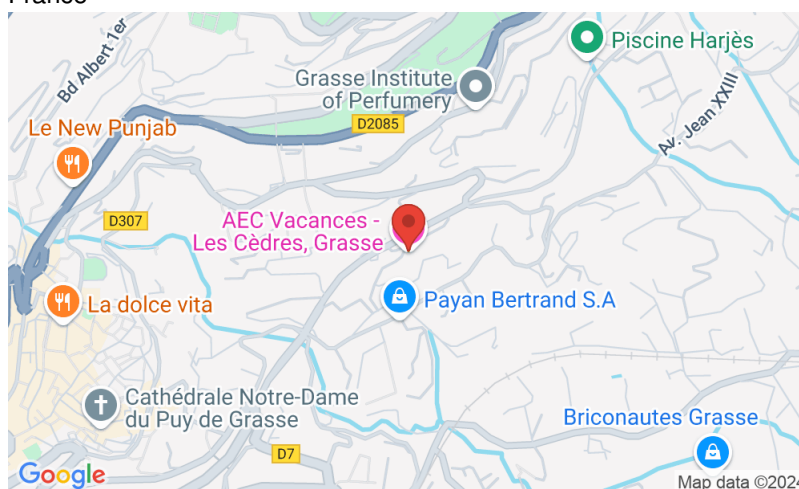 France
Bd Albert 1er
Piscine Harjès
Grasse Institute
of Perfumery
Av. Jean XXIII
D2085
Le New Punjab
D307
AEC Vacances -
Les Cèdres, Grasse
La dolce vita
Payan Bertrand S.A
Cathédrale Notre-Dame
du Puy de Grasse
Briconautes Grasse
D7
Google
Map data ©2024